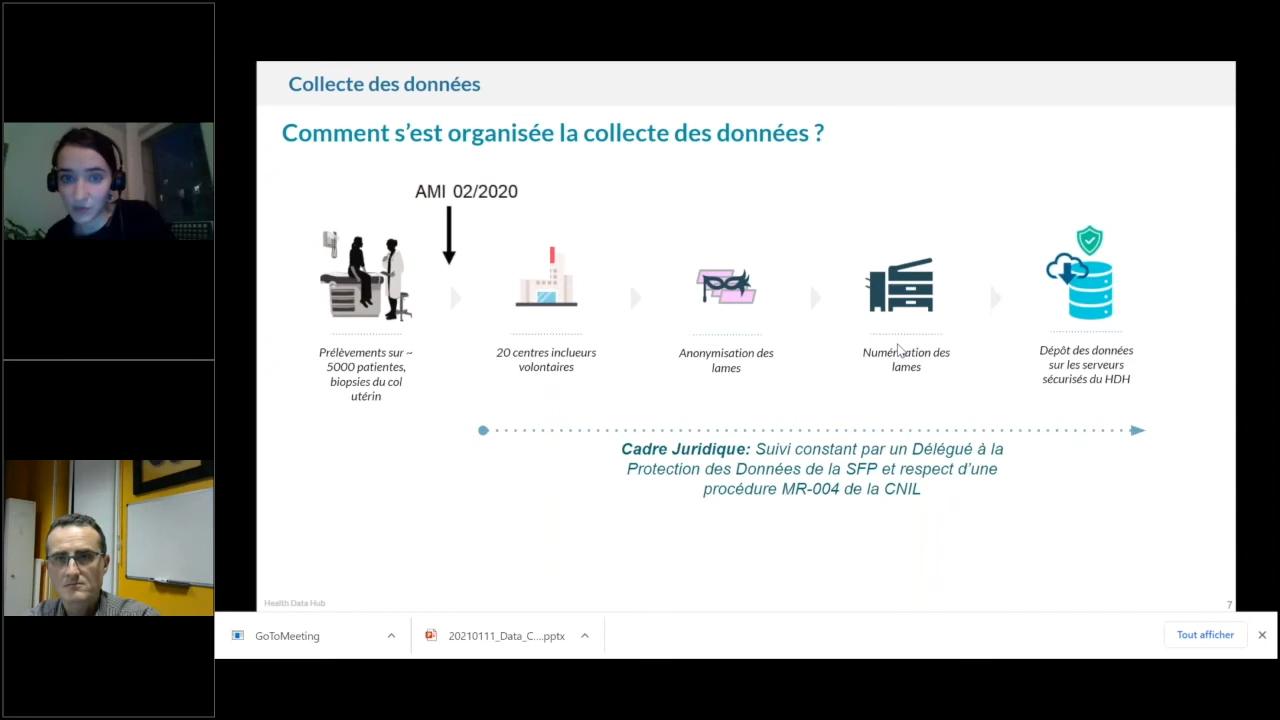 Collecte des données
Comment s'est organisée la collecte des données ?
AMI 02/2020
Prélèvements sur ~
5000 patientes,
biopsies du col
utérin
20 centres inclueurs
volontaires
Anonymisation des
lames
Numérisation des
lames
Dépôt des données
sur les serveurs
sécurisés du HDH
Cadre Juridique: Suivi constant par un Délégué à la
Protection des Données de la SFP et respect d'une
procédure MR-004 de la CNIL
Health Data Hub
7
GoToMeeting
20210111_Data_C....pptx
Tout afficher